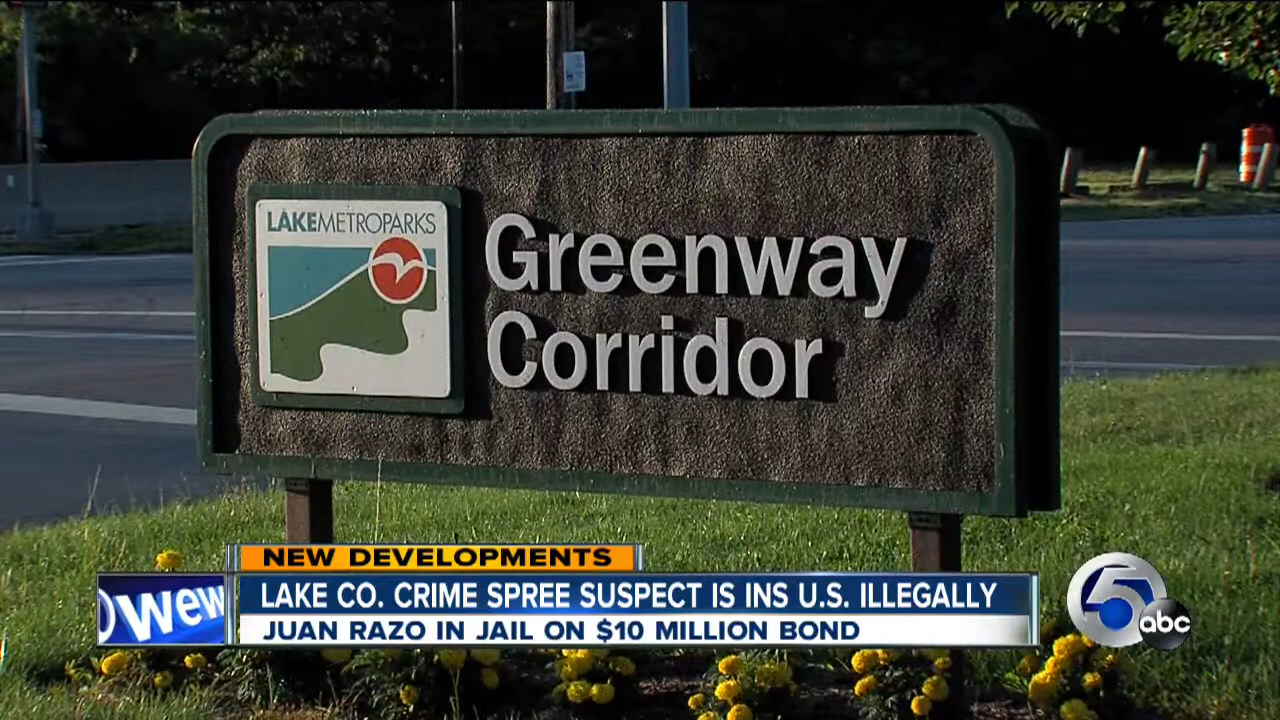 LAKEMETROPARKS
Greenway
Corridor
NEW DEVELOPMENTS
LAKE CO. CRIME SPREE SUSPECT IS INS U.S. ILLEGALLY
JUAN RAZO IN JAIL ON $10 MILLION BOND
wew
5
abc